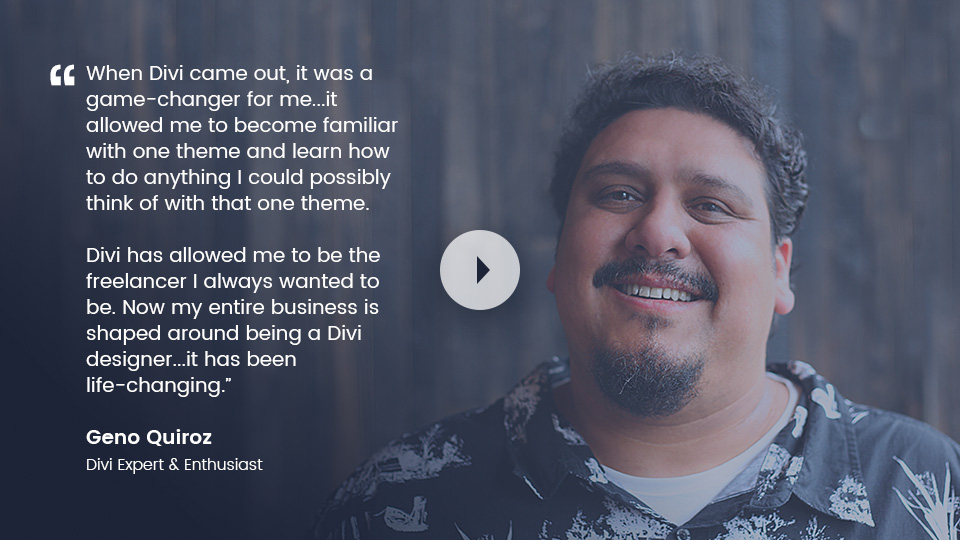 “ When Divi came out, it was a
game-changer for me...it
allowed me to become familiar
with one theme and learn how
to do anything I could possibly
think of with that one theme.
Divi has allowed me to be the
freelancer I always wanted to
be. Now my entire business is
shaped around being a Divi
designer...it has been
life-changing.”
Geno Quiroz
Divi Expert & Enthusiast